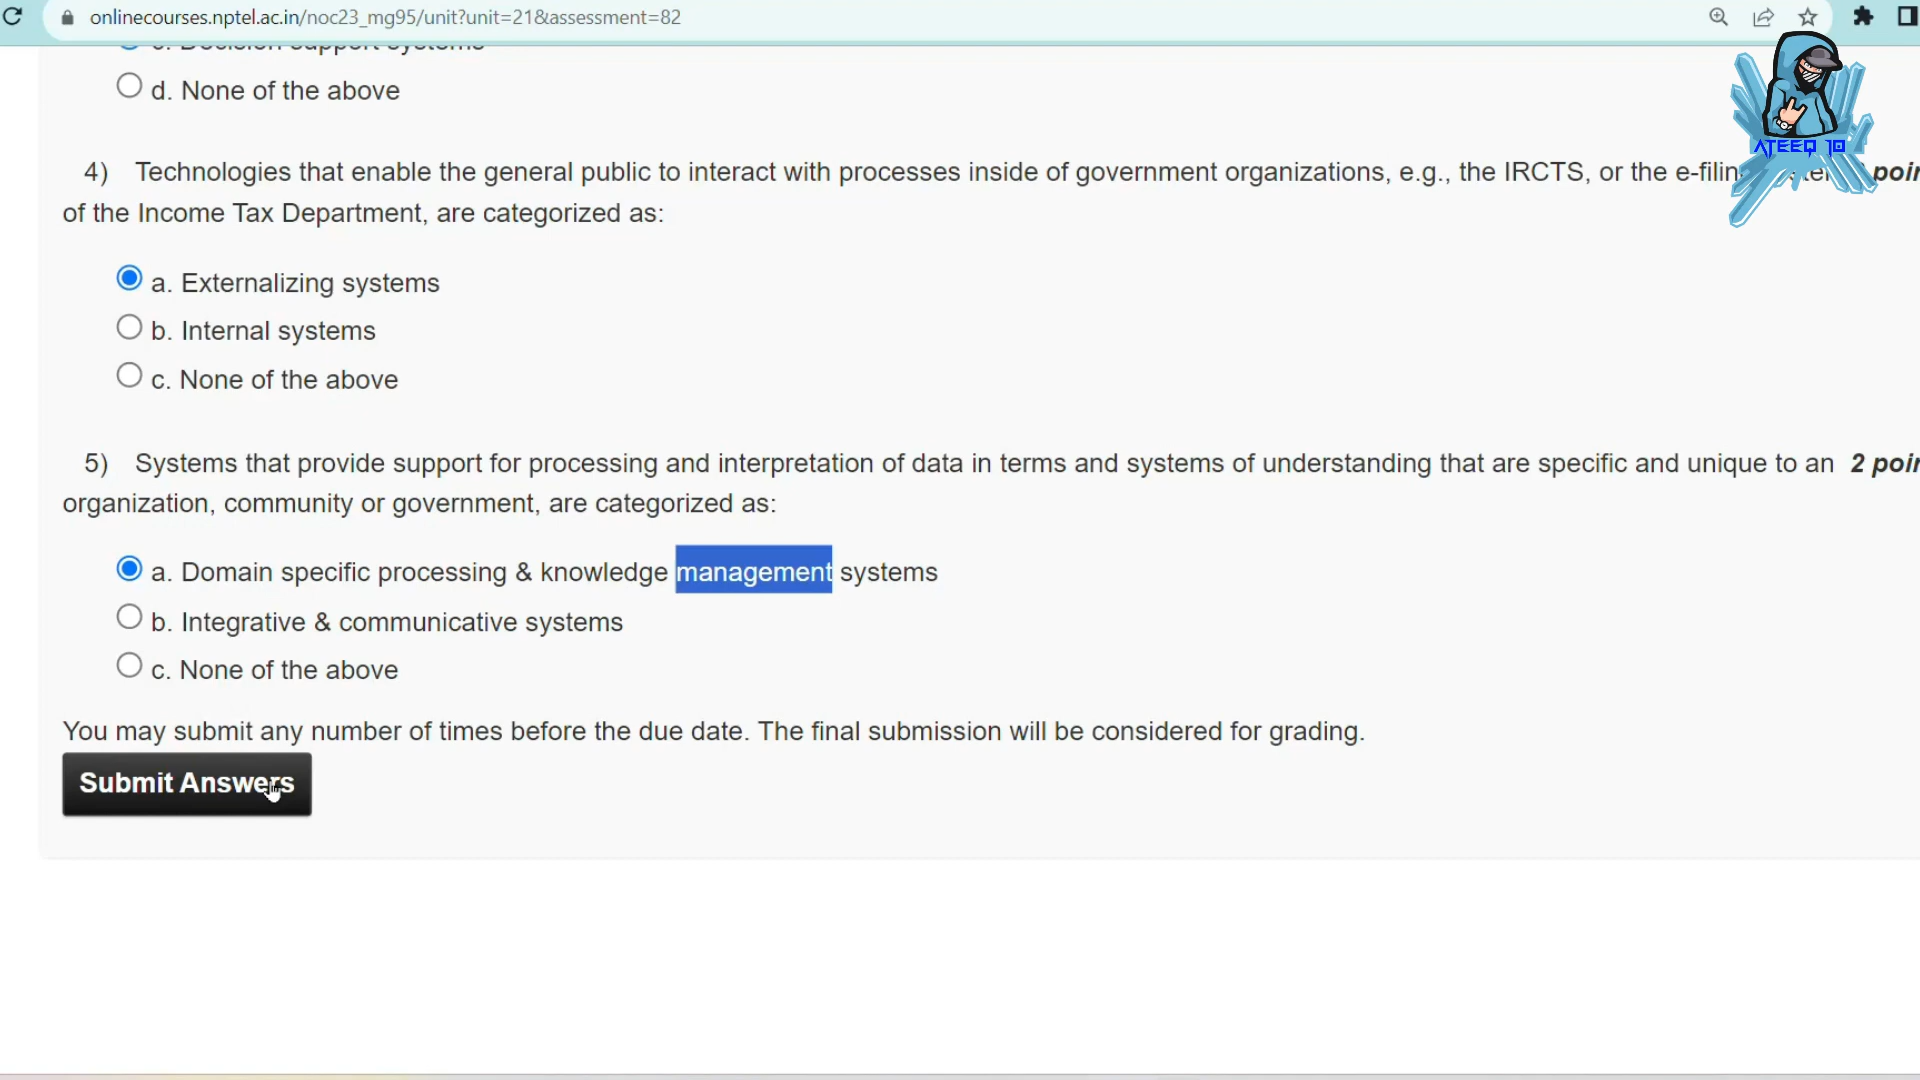 onlinecourses.nptel.ac.in/noc23_mg95/unit?unit=21&assessment=82
c. Decision support systems
d. None of the above
ATEEQ 10
4) Technologies that enable the general public to interact with processes inside of government organizations, e.g., the IRCTS, or the e-filin
of the Income Tax Department, are categorized as:
a. Externalizing systems
b. Internal systems
c. None of the above
5) Systems that provide support for processing and interpretation of data in terms and systems of understanding that are specific and unique to an 2 poin
organization, community or government, are categorized as:
a. Domain specific processing & knowledge management systems
b. Integrative & communicative systems
c. None of the above
You may submit any number of times before the due date. The final submission will be considered for grading.
Submit Answers